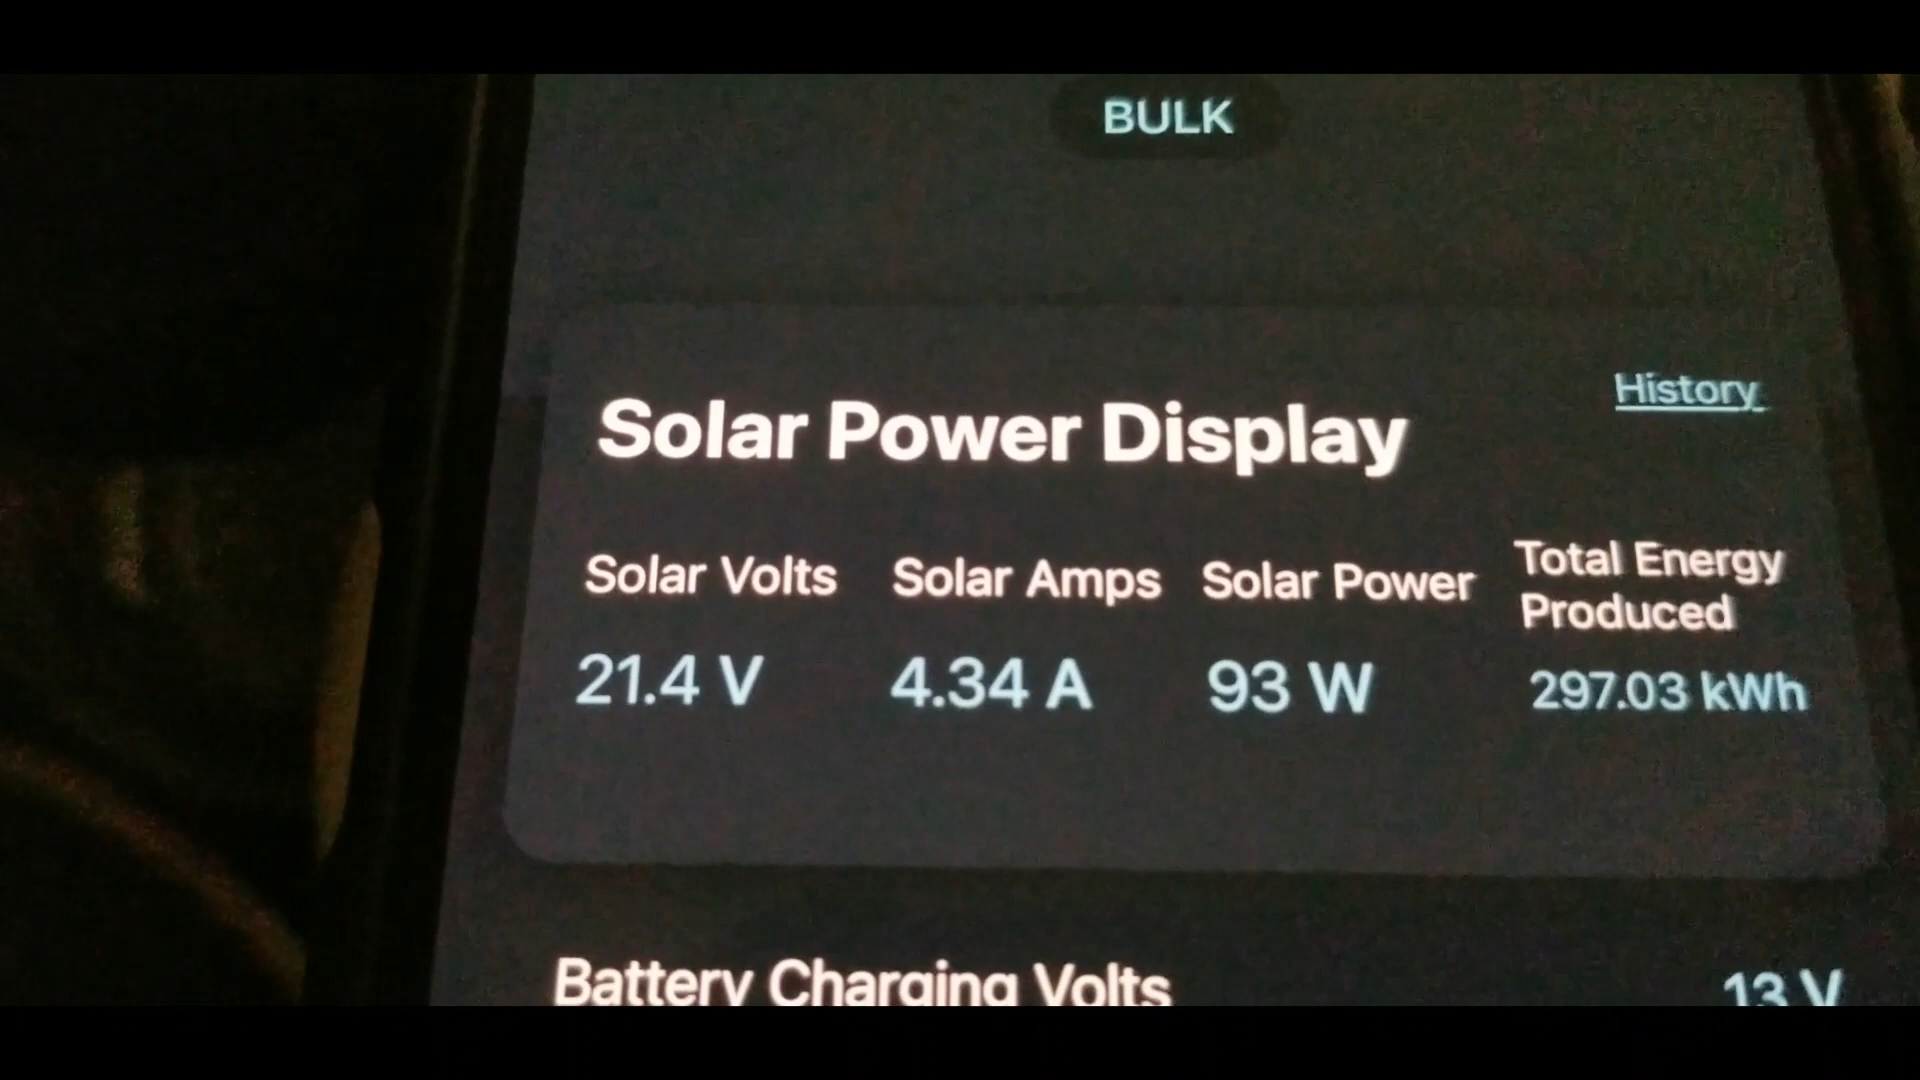 BULK
History
Solar Power Display
Solar Volts Solar Amps Solar Power Total Energy Produced
21.4 V 4.34 A 93 W 297.03 kWh
Battery Charging Volts 13 V